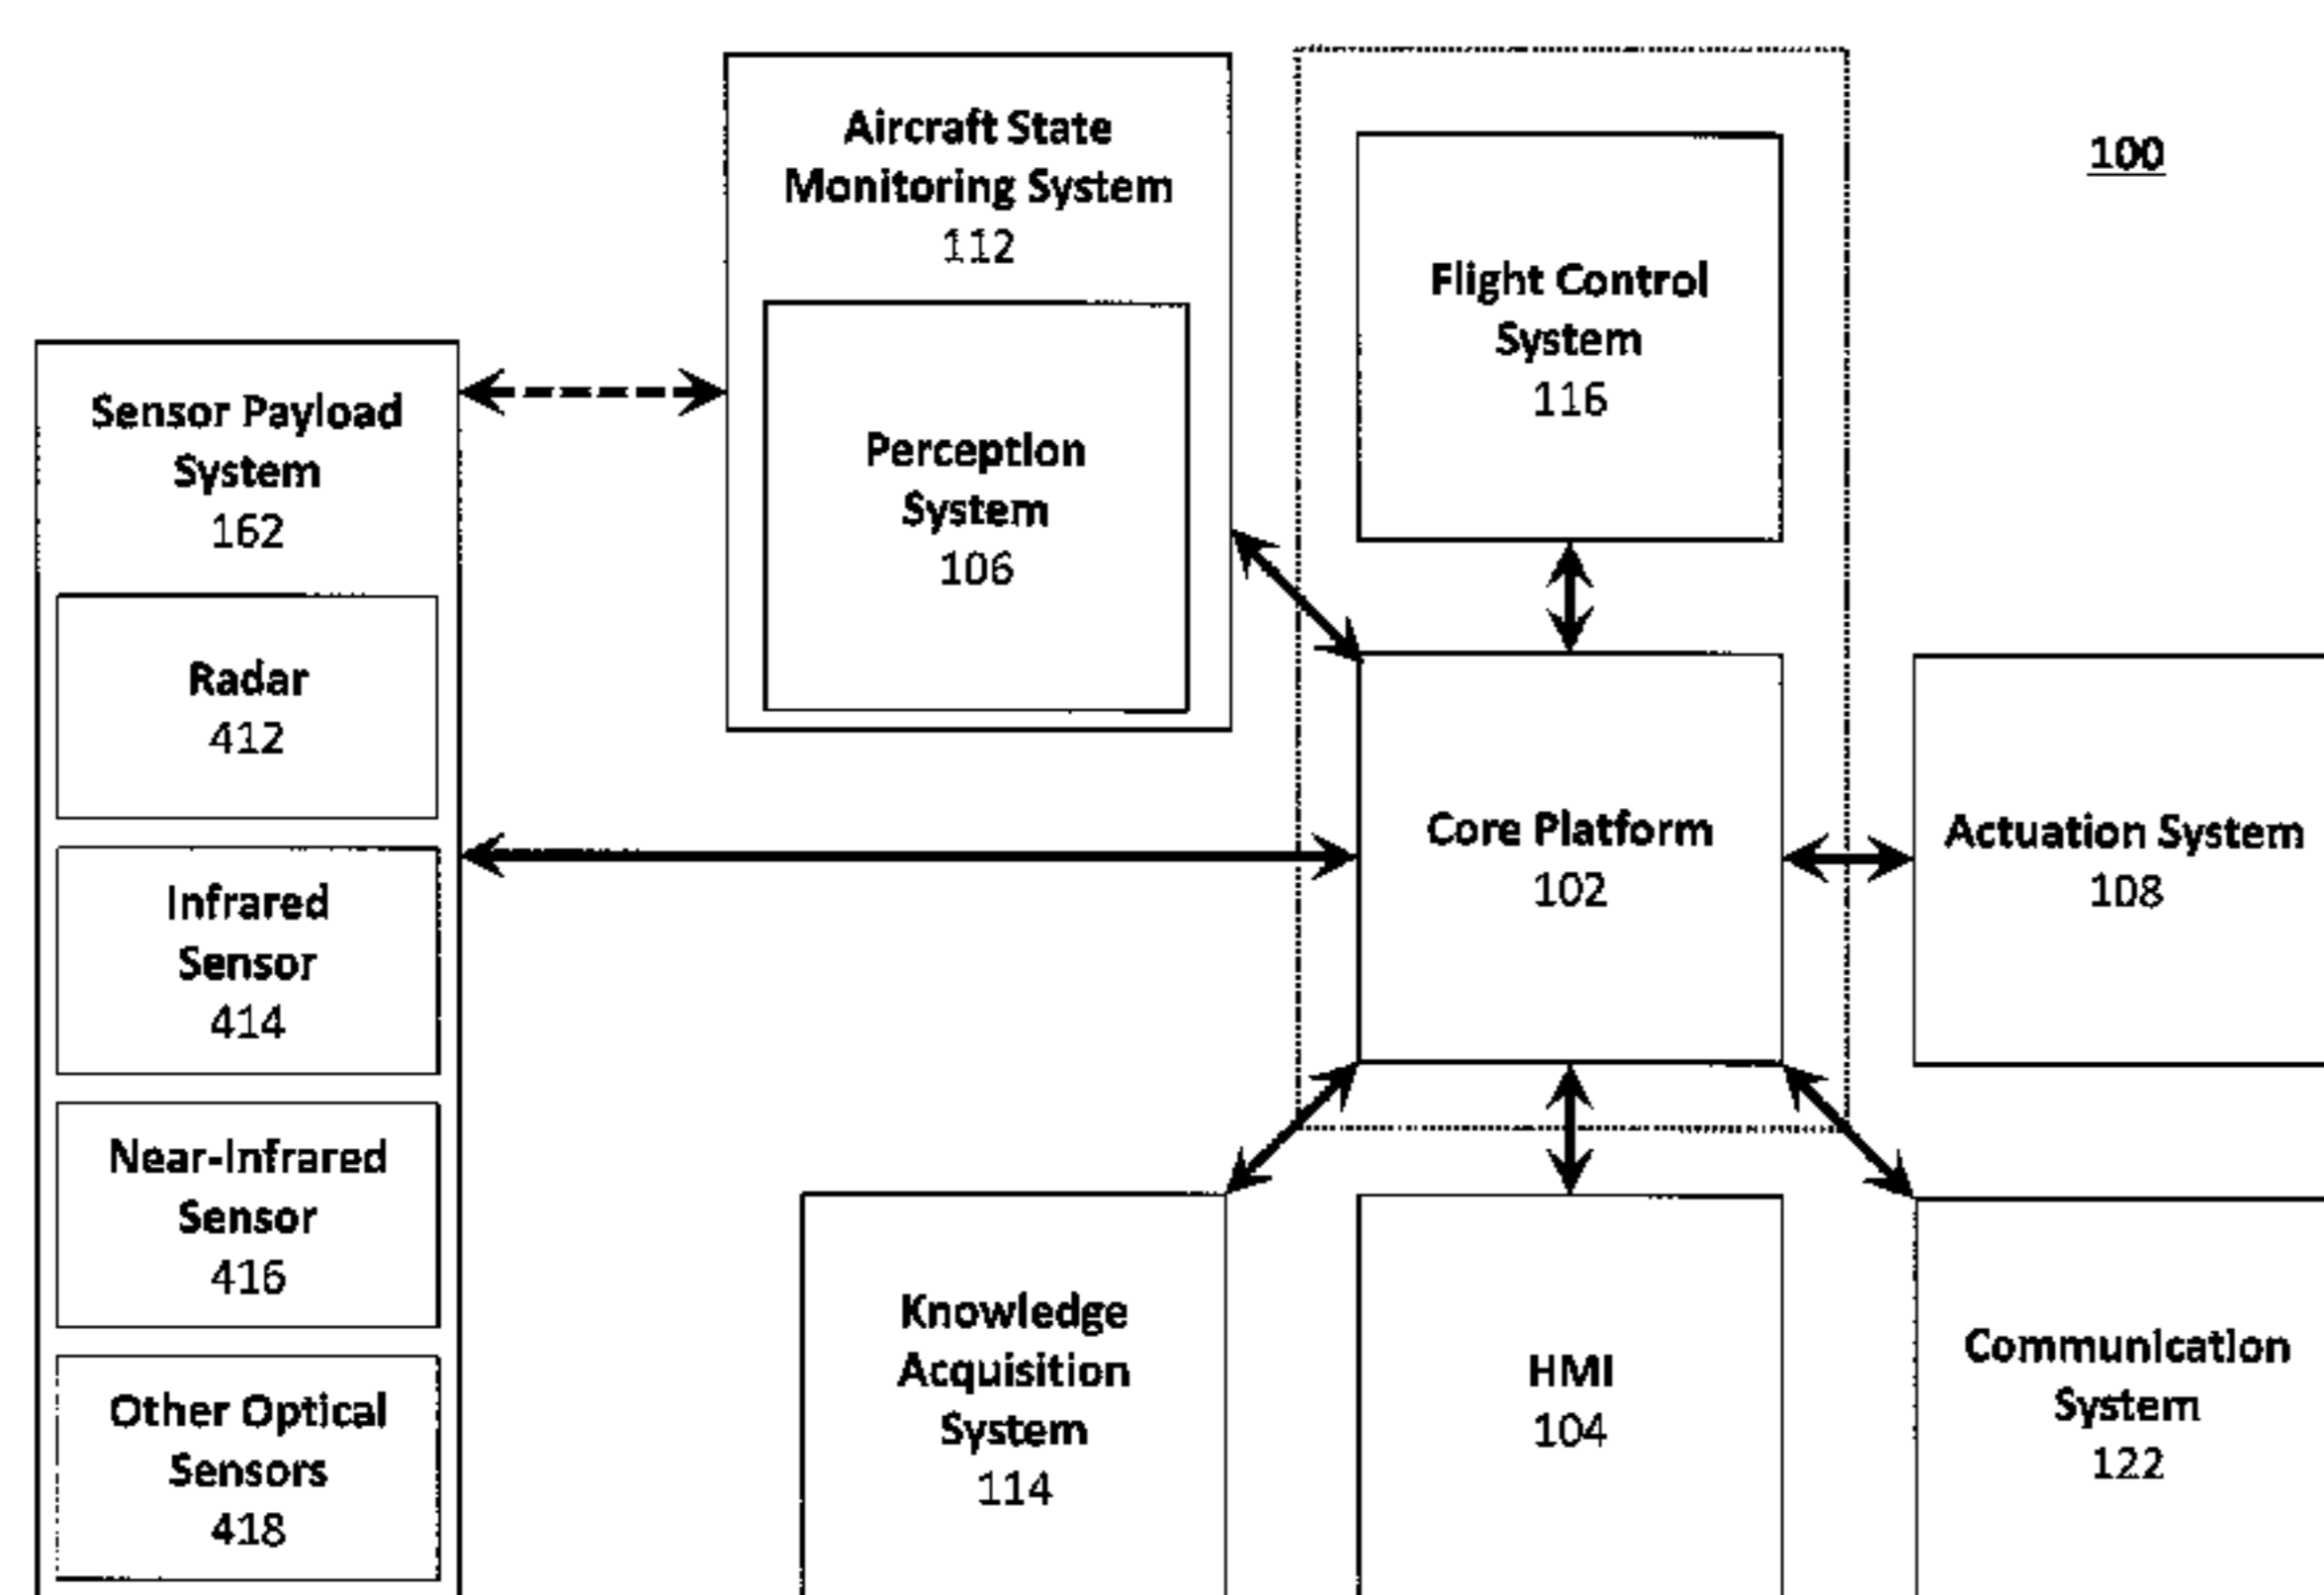 Aircraft State
Monitoring System
112
Perception
System
106
Flight Control
System
116
100
Sensor Payload
System
162
Radar
412
Infrared
Sensor
414
Near-Infrared
Sensor
416
Other Optical
Sensors
418
Core Platform
102
Actuation System
108
Knowledge
Acquisition
System
114
HMI
104
Communication
System
122